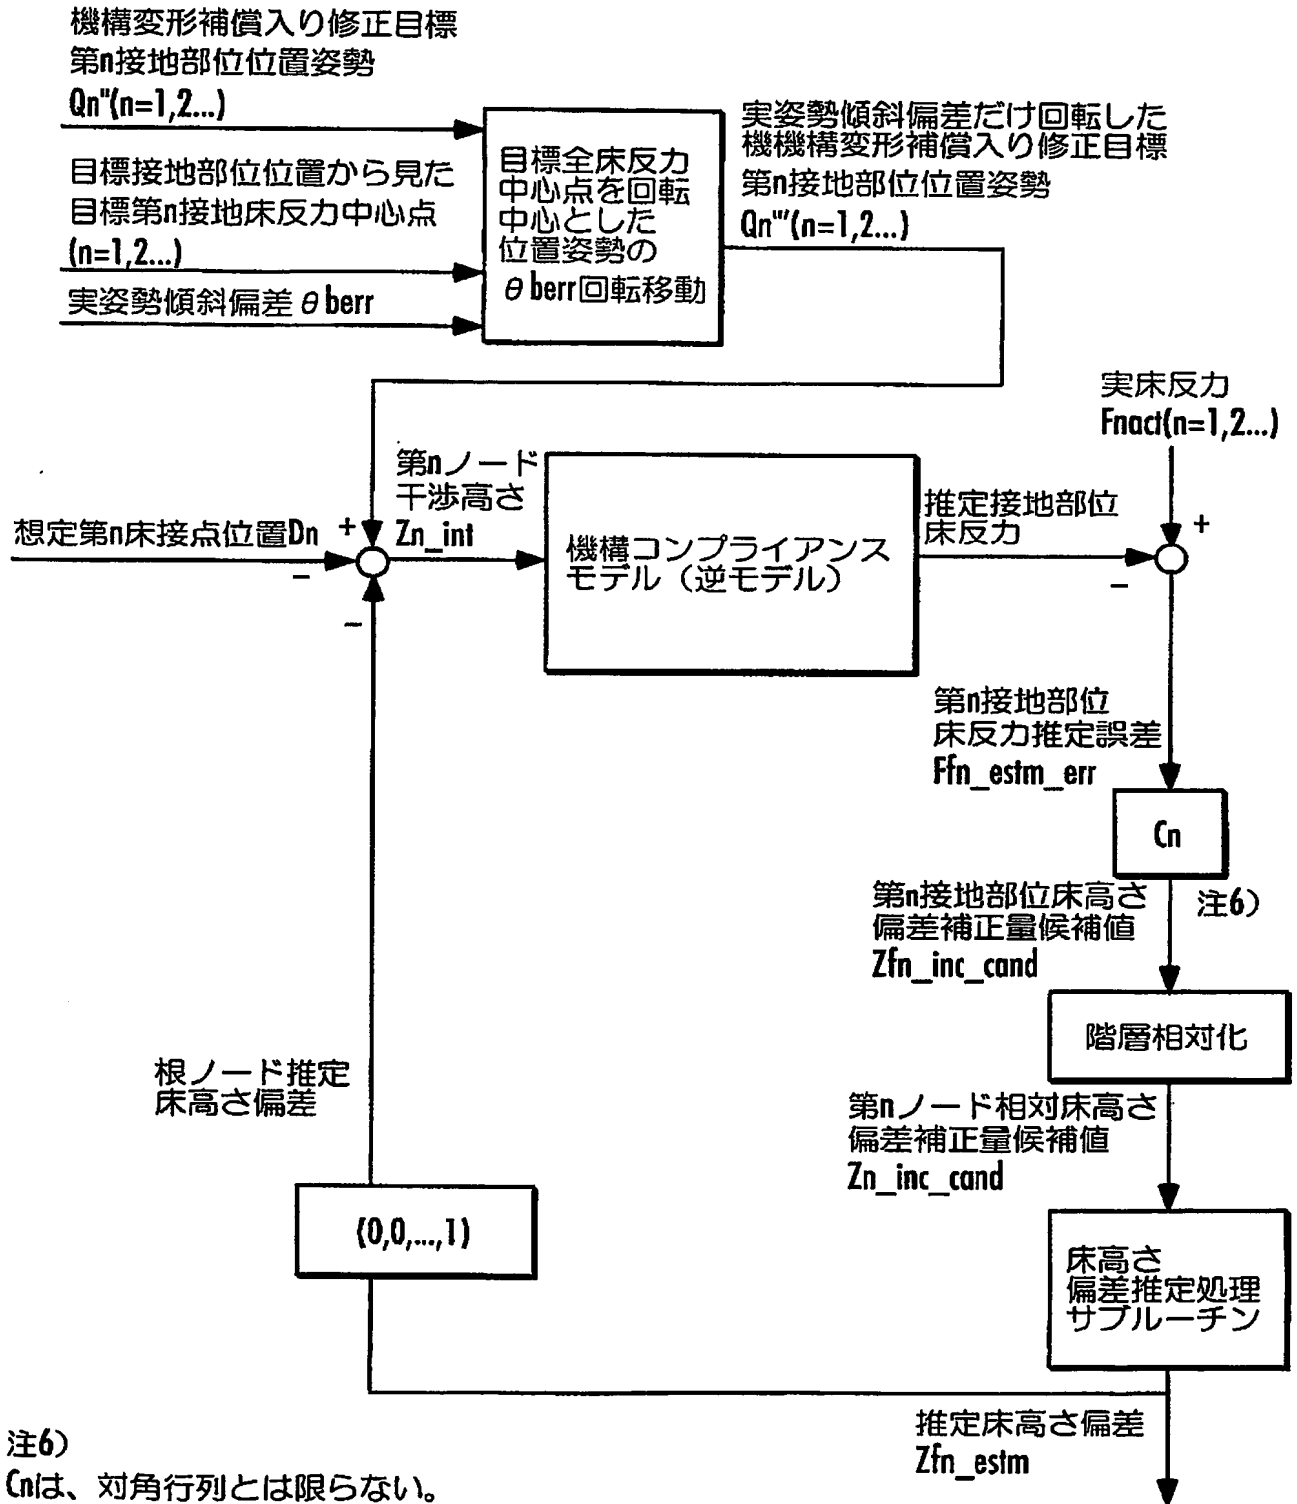 機構変形補償入り修正目標
第n接地部位位置姿勢
Qn"(n=1,2...)
目標接地部位位置から見た
目標第n接地床反力中心点
(n=1,2...)
実姿勢傾斜偏差θberr
目標全床反力
中心点を回転
中心とした
位置姿勢の
θberr回転移動
実姿勢傾斜偏差だけ回転した
機機構変形補償入り修正目標
第n接地部位位置姿勢
Qn'''(n=1,2...)
実床反力
Fnact(n=1,2...)
第nノード
干渉高さ
Zn_int
想定第n床接点位置Dn
+
−
−
機構コンプライアンス
モデル（逆モデル）
推定接地部位
床反力
+
−
第n接地部位
床反力推定誤差
Ffn_estm_err
Cn
注6）
第n接地部位床高さ
偏差補正量候補値
Zfn_inc_cand
階層相対化
根ノード推定
床高さ偏差
第nノード相対床高さ
偏差補正量候補値
Zn_inc_cand
(0,0,...,1)
床高さ
偏差推定処理
サブルーチン
推定床高さ偏差
Zfn_estm
注6）
Cnは、対角行列とは限らない。